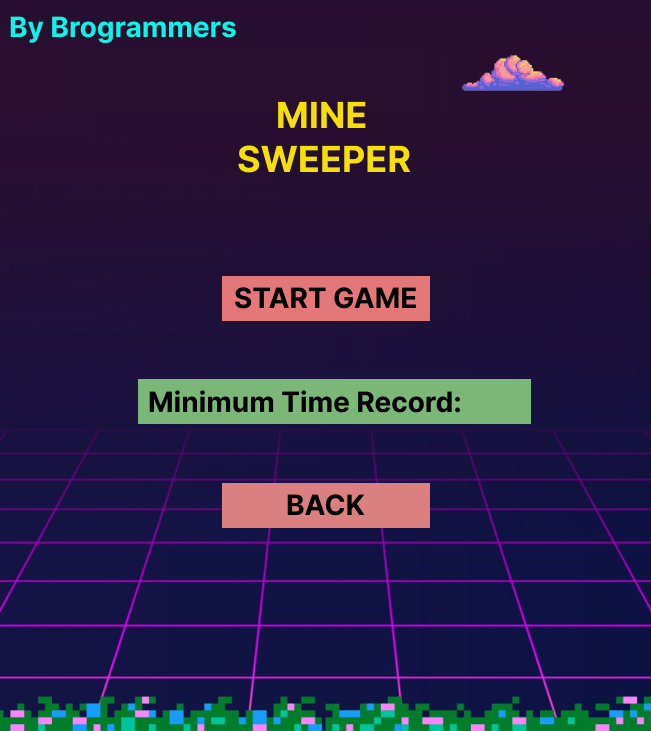 By Brogrammers
MINE
SWEEPER
START GAME
Minimum Time Record:
BACK